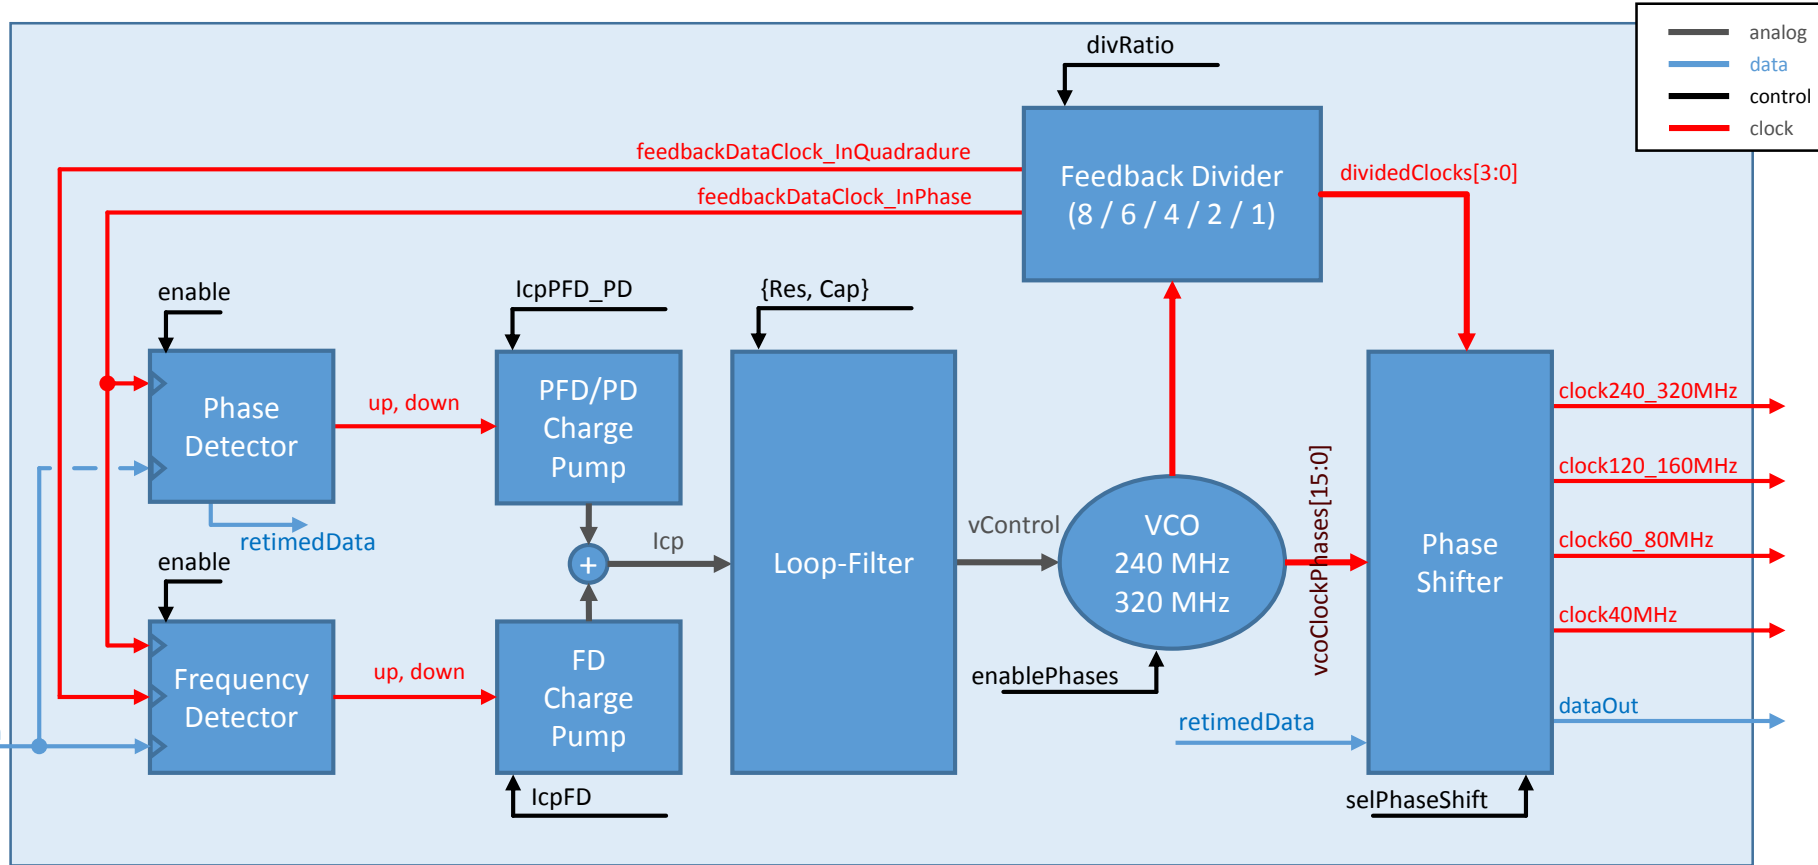 analog
data
control
clock
divRatio
feedbackDataClock_InQuadradure
feedbackDataClock_InPhase
Feedback Divider
(8 / 6 / 4 / 2 / 1)
dividedClocks[3:0]
enable
IcpPFD_PD
{Res, Cap}
Phase
Detector
up, down
PFD/PD
Charge
Pump
retimedData
enable
+
Icp
Loop-Filter
vControl
VCO
240 MHz
320 MHz
vcoClockPhases[15:0]
Phase
Shifter
clock240_320MHz
clock120_160MHz
clock60_80MHz
clock40MHz
Frequency
Detector
up, down
FD
Charge
Pump
enablePhases
retimedData
dataOut
IcpFD
selPhaseShift